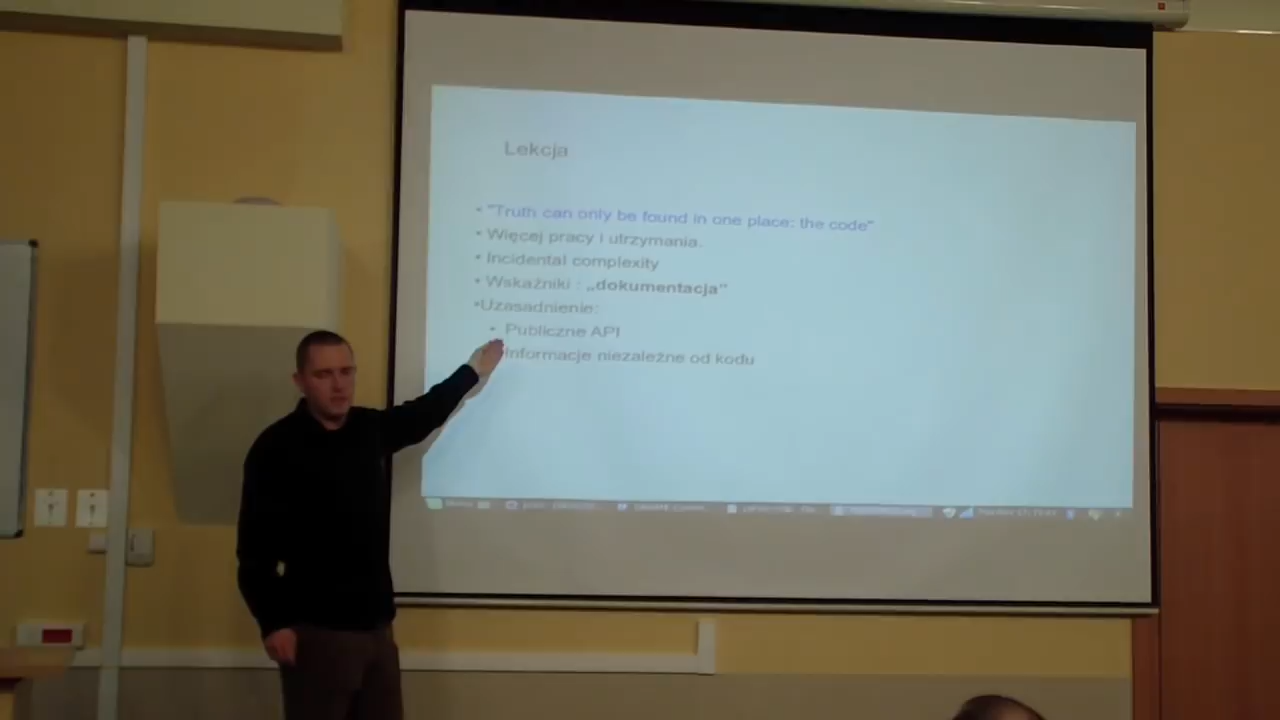 Lekcja
• "Truth can only be found in one place: the code"
• Więcej pracy i utrzymania.
• Incidental complexity
• Wskaźniki : „dokumentacja”
•Uzasadnienie:
• Publiczne API
Informacje niezależne od kodu